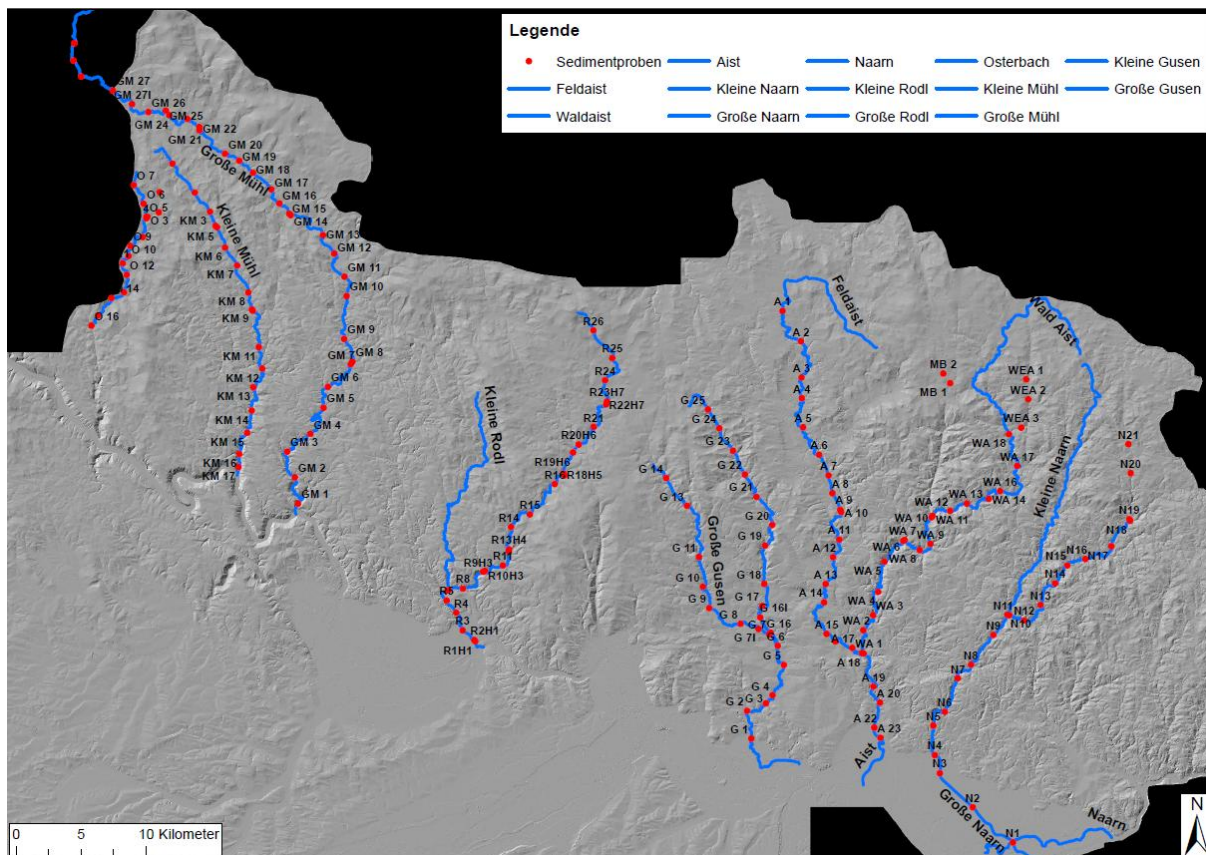 Legende
Sedimentproben Aist Naarn Osterbach Kleine Gusen
Feldaist Kleine Naarn Kleine Rodl Kleine Mühl Große Gusen
Waldaist Große Naarn Große Rodl Große Mühl
GM 27
GM 27I
GM 26
GM 25
GM 24
GM 22
GM 21
GM 20
GM 19
GM 18
GM 17
GM 16
GM 15
GM 14
GM 13
GM 12
GM 11
GM 10
GM 9
GM 8
GM 7
GM 6
GM 5
GM 4
GM 3
GM 2
GM 1
Große Mühl
O 7
O 6
O 5
O 3
O 9
O 10
O 12
14
O 16
Kleine Mühl
KM 3
KM 5
KM 6
KM 7
KM 8
KM 9
KM 11
KM 12
KM 13
KM 14
KM 15
KM 16
KM 17
Kleine Rodl
R26
R25
R24
R23H7
R22H7
R21
R20H6
R19H6
R18H5
R16
R15
R14
R13H4
R11
R10H3
R9H3
R8
R5
R4
R3
R2H1
R1H1
G 25
G 24
G 23
G 22
G 21
G 20
G 19
G 18
G 17
G 16I
G 16
G 14
G 13
Große Gusen
G 11
G 10
G 9
G 8
G 7
G 7I
G 6
G 5
G 4
G 3
G 2
G 1
Feldaist
A 1
A 2
A 3
A 4
A 5
A 6
A 7
A 8
A 9
A 10
A 11
A 12
A 13
A 14
A 15
A 17
A 18
A 19
A 20
A 22
A 23
Aist
Wald Aist
MB 2
MB 1
WEA 1
WEA 2
WEA 3
WA 18
WA 17
WA 16
WA 14
WA 13
WA 12
WA 11
WA 10
WA 9
WA 8
WA 7
WA 6
WA 5
WA 4
WA 3
WA 2
WA 1
Kleine Naarn
N21
N20
N19
N18
N17
N16
N15
N14
N13
N12
N11
N10
N9
N8
N7
N6
N5
N4
N3
N2
N1
Große Naarn
Naarn
0 5 10 Kilometer
N